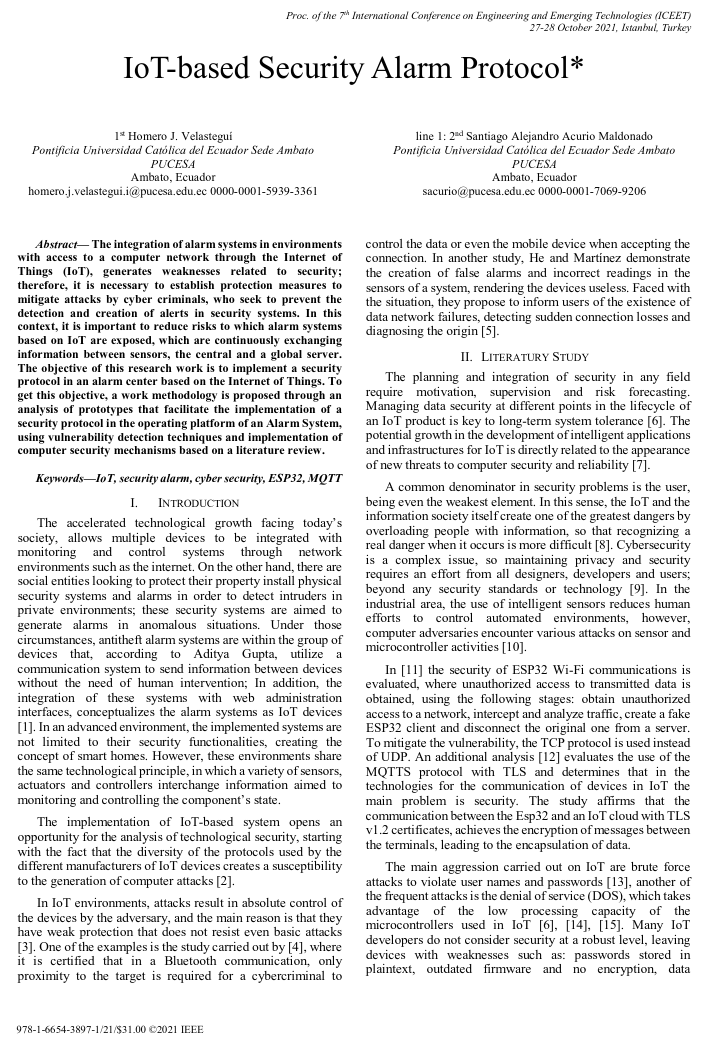 Proc. of the 7th International Conference on Engineering and Emerging Technologies (ICEET)
27-28 October 2021, Istanbul, Turkey
IoT-based Security Alarm Protocol*
1st Homero J. Velasteguí
Pontificia Universidad Católica del Ecuador Sede Ambato
PUCESA
Ambato, Ecuador
homero.j.velastegui.i@pucesa.edu.ec 0000-0001-5939-3361
line 1: 2nd Santiago Alejandro Acurio Maldonado
Pontificia Universidad Católica del Ecuador Sede Ambato
PUCESA
Ambato, Ecuador
sacurio@pucesa.edu.ec 0000-0001-7069-9206
Abstract— The integration of alarm systems in environments
with access to a computer network through the Internet of
Things (IoT), generates weaknesses related to security;
therefore, it is necessary to establish protection measures to
mitigate attacks by cyber criminals, who seek to prevent the
detection and creation of alerts in security systems. In this
context, it is important to reduce risks to which alarm systems
based on IoT are exposed, which are continuously exchanging
information between sensors, the central and a global server.
The objective of this research work is to implement a security
protocol in an alarm center based on the Internet of Things. To
get this objective, a work methodology is proposed through an
analysis of prototypes that facilitate the implementation of a
security protocol in the operating platform of an Alarm System,
using vulnerability detection techniques and implementation of
computer security mechanisms based on a literature review.
Keywords—IoT, security alarm, cyber security, ESP32, MQTT
I. INTRODUCTION
The accelerated technological growth facing today's
society, allows multiple devices to be integrated with
monitoring and control systems through network
environments such as the internet. On the other hand, there are
social entities looking to protect their property install physical
security systems and alarms in order to detect intruders in
private environments; these security systems are aimed to
generate alarms in anomalous situations. Under those
circumstances, antitheft alarm systems are within the group of
devices that, according to Aditya Gupta, utilize a
communication system to send information between devices
without the need of human intervention; In addition, the
integration of these systems with web administration
interfaces, conceptualizes the alarm systems as IoT devices
[1]. In an advanced environment, the implemented systems are
not limited to their security functionalities, creating the
concept of smart homes. However, these environments share
the same technological principle, in which a variety of sensors,
actuators and controllers interchange information aimed to
monitoring and controlling the component's state.
The implementation of IoT-based system opens an
opportunity for the analysis of technological security, starting
with the fact that the diversity of the protocols used by the
different manufacturers of IoT devices creates a susceptibility
to the generation of computer attacks [2].
In IoT environments, attacks result in absolute control of
the devices by the adversary, and the main reason is that they
have weak protection that does not resist even basic attacks
[3]. One of the examples is the study carried out by [4], where
it is certified that in a Bluetooth communication, only
proximity to the target is required for a cybercriminal to
control the data or even the mobile device when accepting the
connection. In another study, He and Martínez demonstrate
the creation of false alarms and incorrect readings in the
sensors of a system, rendering the devices useless. Faced with
the situation, they propose to inform users of the existence of
data network failures, detecting sudden connection losses and
diagnosing the origin [5].
II. LITERATURY STUDY
The planning and integration of security in any field
require motivation, supervision and risk forecasting.
Managing data security at different points in the lifecycle of
an IoT product is key to long-term system tolerance [6]. The
potential growth in the development of intelligent applications
and infrastructures for IoT is directly related to the appearance
of new threats to computer security and reliability [7].
A common denominator in security problems is the user,
being even the weakest element. In this sense, the IoT and the
information society itself create one of the greatest dangers by
overloading people with information, so that recognizing a
real danger when it occurs is more difficult [8]. Cybersecurity
is a complex issue, so maintaining privacy and security
requires an effort from all designers, developers and users;
beyond any security standards or technology [9]. In the
industrial area, the use of intelligent sensors reduces human
efforts to control automated environments, however,
computer adversaries encounter various attacks on sensor and
microcontroller activities [10].
In [11] the security of ESP32 Wi-Fi communications is
evaluated, where unauthorized access to transmitted data is
obtained, using the following stages: obtain unauthorized
access to a network, intercept and analyze traffic, create a fake
ESP32 client and disconnect the original one from a server.
To mitigate the vulnerability, the TCP protocol is used instead
of UDP. An additional analysis [12] evaluates the use of the
MQTTS protocol with TLS and determines that in the
technologies for the communication of devices in IoT the
main problem is security. The study affirms that the
communication between the Esp32 and an IoT cloud with TLS
v1.2 certificates, achieves the encryption of messages between
the terminals, leading to the encapsulation of data.
The main aggression carried out on IoT are brute force
attacks to violate user names and passwords [13], another of
the frequent attacks is the denial of service (DOS), which takes
advantage of the low processing capacity of the
microcontrollers used in IoT [6], [14], [15]. Many IoT
developers do not consider security at a robust level, leaving
devices with weaknesses such as: passwords stored in
plaintext, outdated firmware and no encryption, data
978-1-6654-3897-1/21/$31.00 ©2021 IEEE